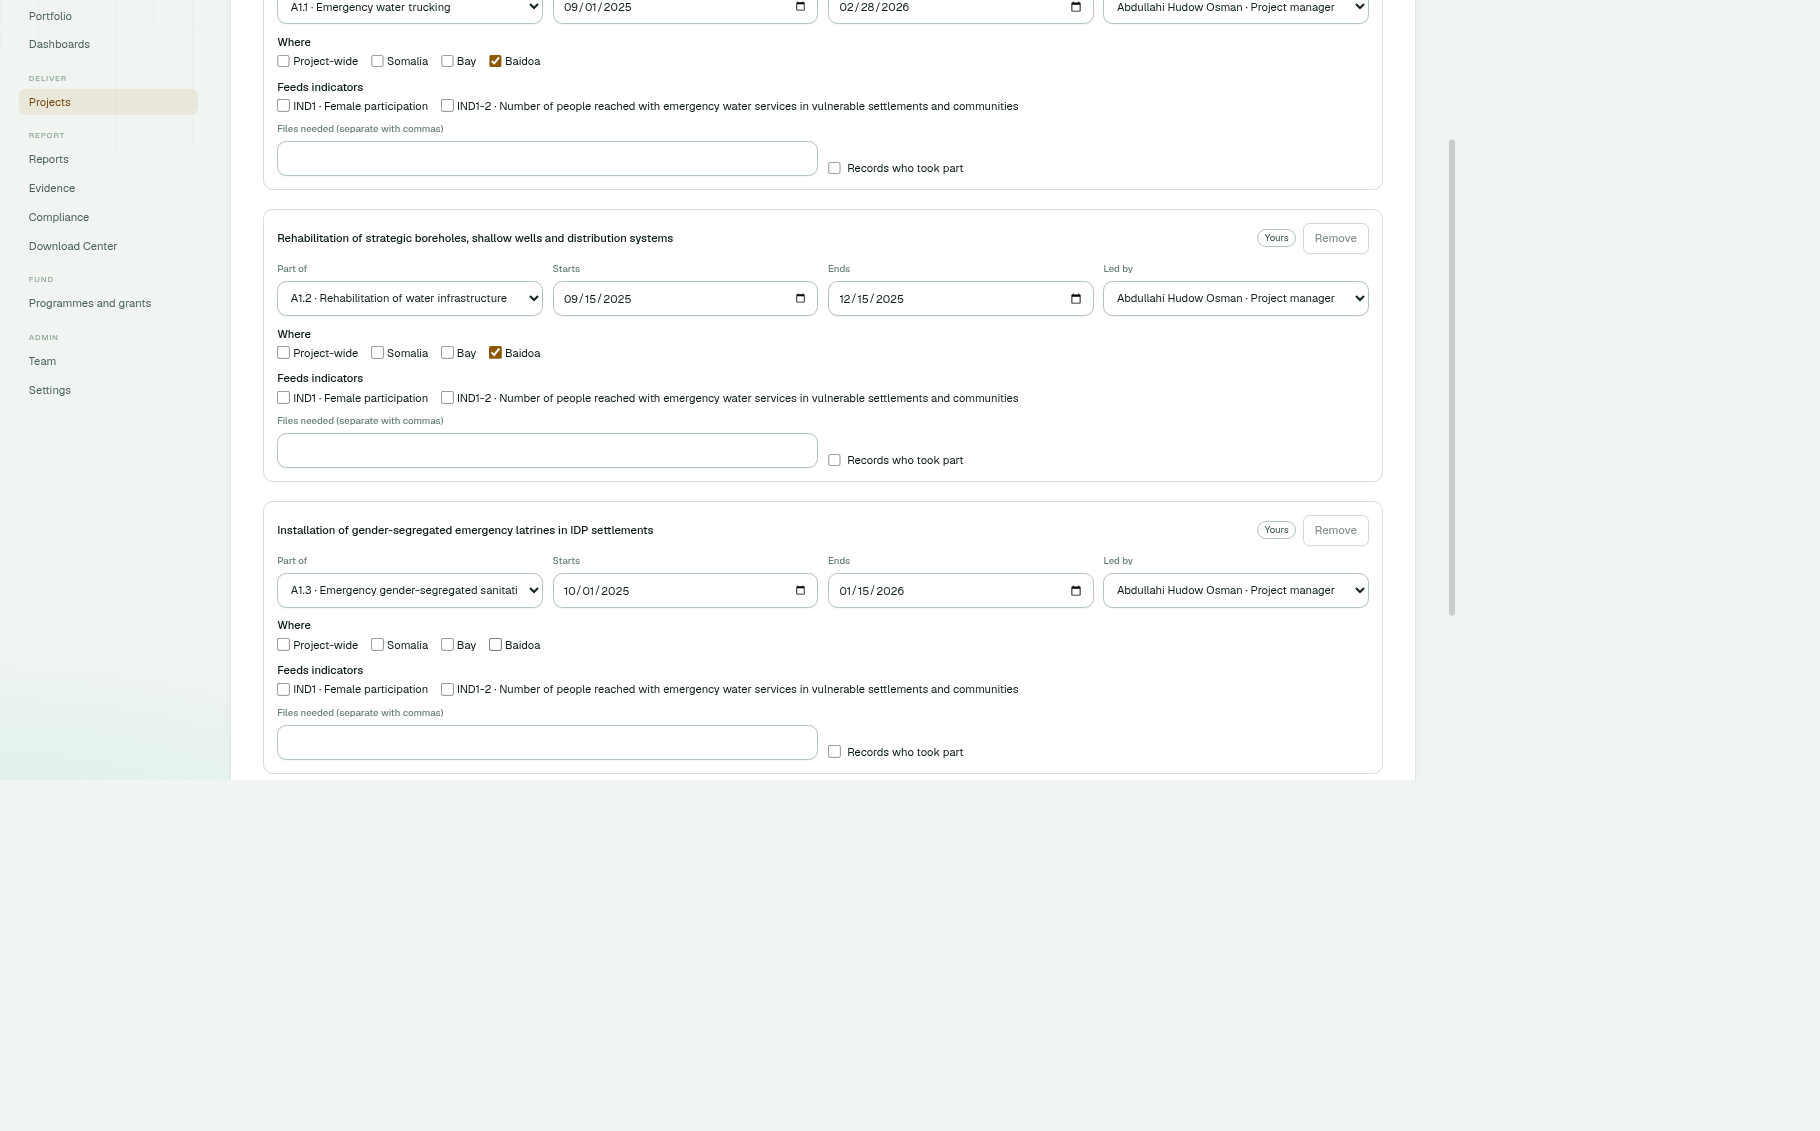 Portfolio
Dashboards
DELIVER
Projects
REPORT
Reports
Evidence
Compliance
Download Center
FUND
Programmes and grants
ADMIN
Team
Settings
A1.1 · Emergency water trucking 09/01/2025 02/28/2026 Abdullahi Hudow Osman · Project manager
Where
Project-wide Somalia Bay Baidoa
Feeds indicators
IND1 · Female participation IND1-2 · Number of people reached with emergency water services in vulnerable settlements and communities
Files needed (separate with commas)
Records who took part
Rehabilitation of strategic boreholes, shallow wells and distribution systems Yours Remove
Part of Starts Ends Led by
A1.2 · Rehabilitation of water infrastructure 09/15/2025 12/15/2025 Abdullahi Hudow Osman · Project manager
Where
Project-wide Somalia Bay Baidoa
Feeds indicators
IND1 · Female participation IND1-2 · Number of people reached with emergency water services in vulnerable settlements and communities
Files needed (separate with commas)
Records who took part
Installation of gender-segregated emergency latrines in IDP settlements Yours Remove
Part of Starts Ends Led by
A1.3 · Emergency gender-segregated sanitati 10/01/2025 01/15/2026 Abdullahi Hudow Osman · Project manager
Where
Project-wide Somalia Bay Baidoa
Feeds indicators
IND1 · Female participation IND1-2 · Number of people reached with emergency water services in vulnerable settlements and communities
Files needed (separate with commas)
Records who took part